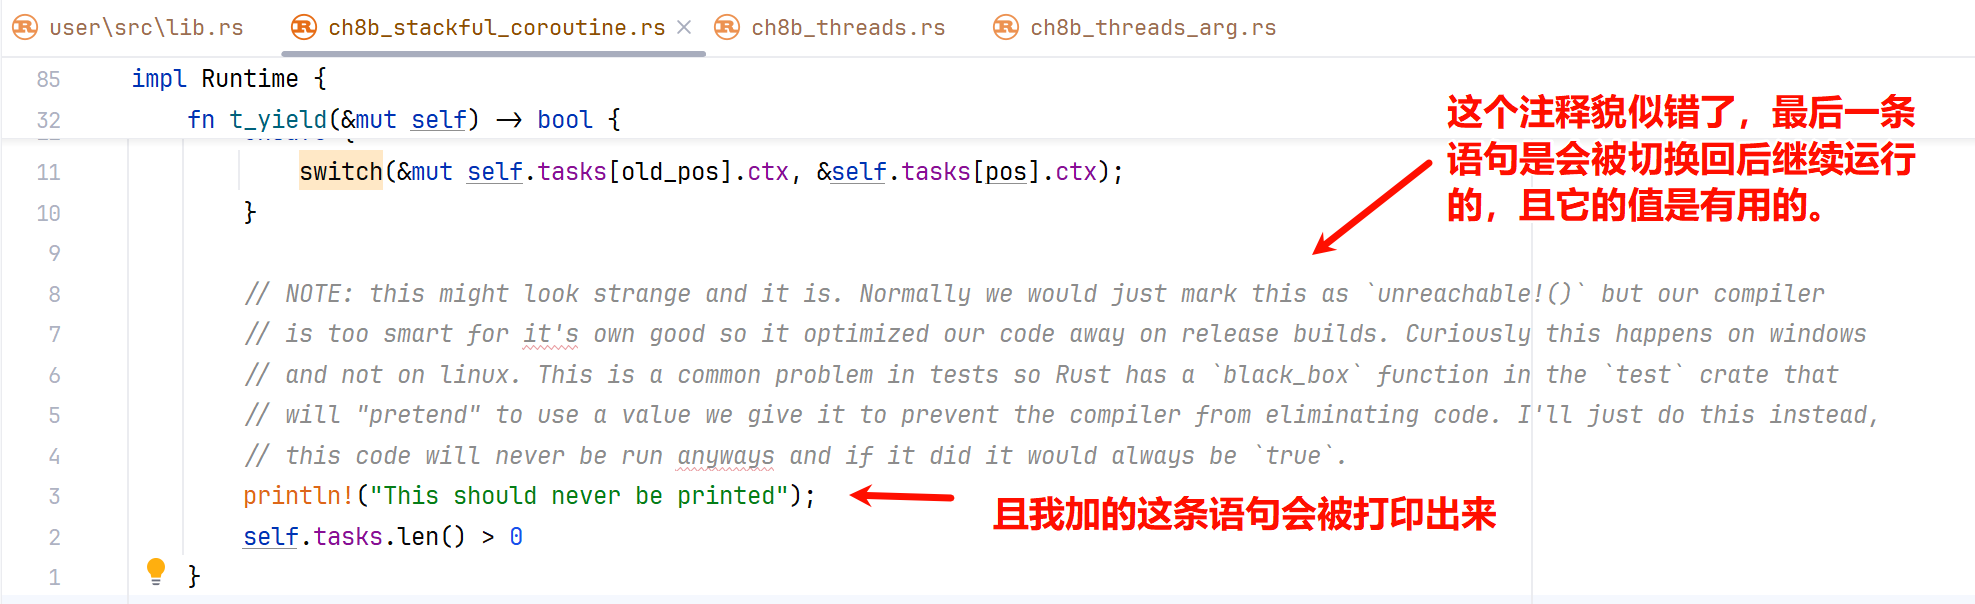 user\src\lib.rs ch8b_stackful_coroutine.rs ch8b_threads.rs ch8b_threads_arg.rs
85 impl Runtime {
32 fn t_yield(&mut self) -> bool {
11 switch(&mut self.tasks[old_pos].ctx, &self.tasks[pos].ctx);
10 }
9
8 // NOTE: this might look strange and it is. Normally we would just mark this as `unreachable!()` but our compiler
7 // is too smart for it's own good so it optimized our code away on release builds. Curiously this happens on windows
6 // and not on linux. This is a common problem in tests so Rust has a `black_box` function in the `test` crate that
5 // will "pretend" to use a value we give it to prevent the compiler from eliminating code. I'll just do this instead,
4 // this code will never be run anyways and if it did it would always be `true`.
3 println!("This should never be printed");
2 self.tasks.len() > 0
1 }
这个注释貌似错了，最后一条
语句是会被切换回后继续运行
的，且它的值是有用的。
且我加的这条语句会被打印出来